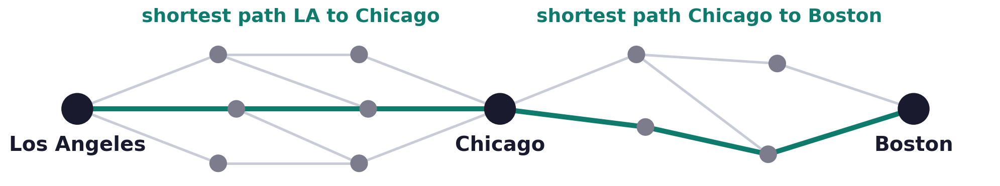 shortest path LA to Chicago
shortest path Chicago to Boston
Los Angeles
Chicago
Boston